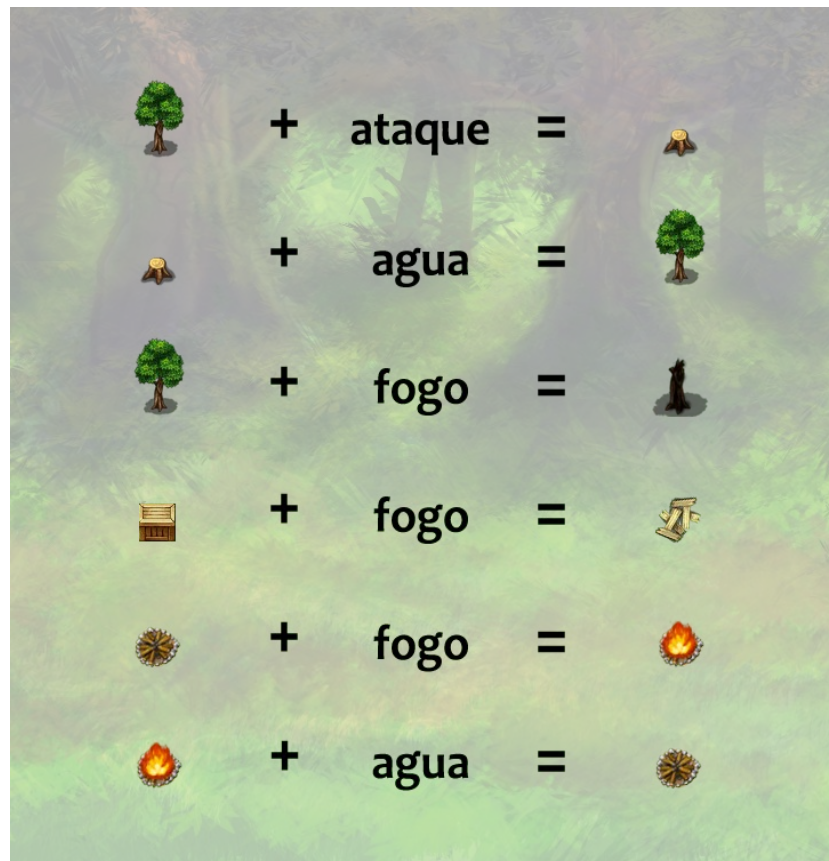 + ataque =
+ agua =
+ fogo =
+ fogo =
+ fogo =
+ agua =